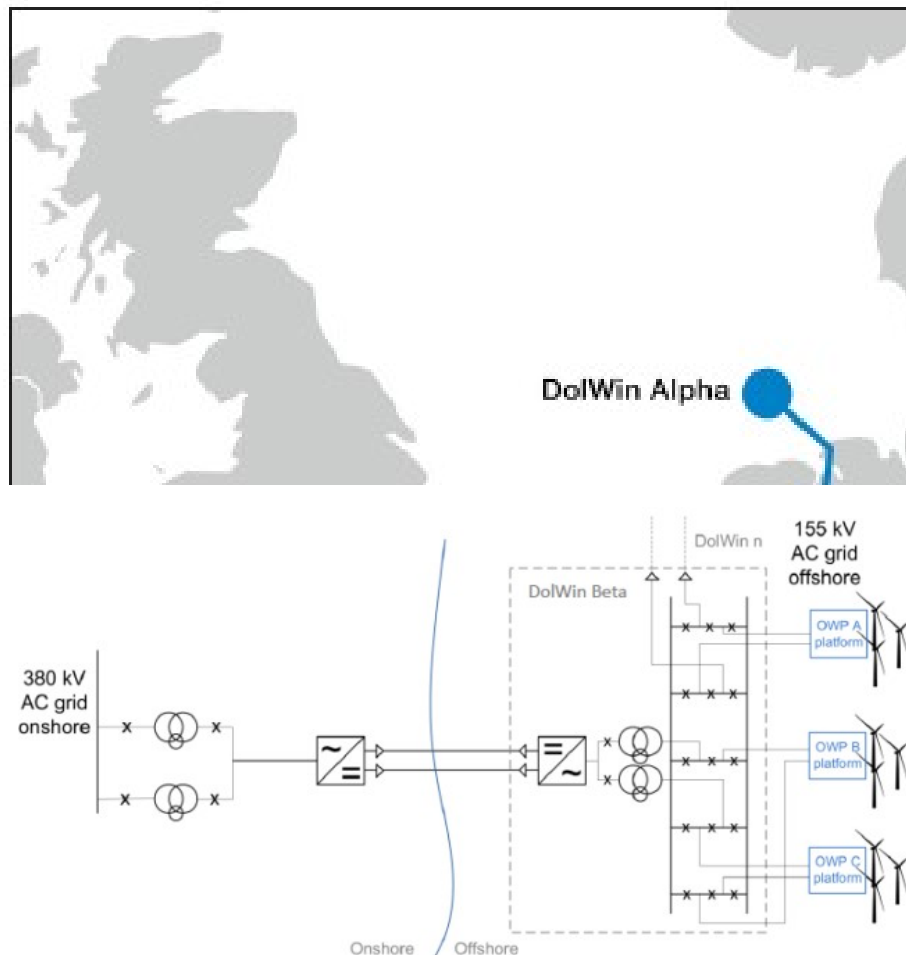 DolWin Alpha
DolWin n
155 kV
AC grid
offshore
DolWin Beta
OWP A
platform
380 kV
AC grid
onshore
OWP B
platform
OWP C
platform
Onshore
Offshore